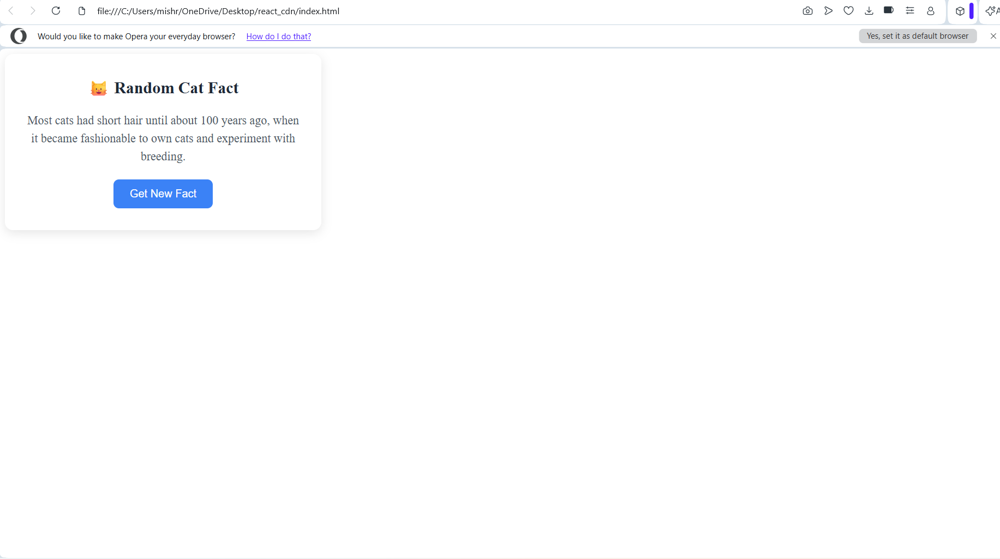 file:///C:/Users/mishr/OneDrive/Desktop/react_cdn/index.html
Would you like to make Opera your everyday browser? How do I do that? Yes, set it as default browser
Random Cat Fact
Most cats had short hair until about 100 years ago, when
it became fashionable to own cats and experiment with
breeding.
Get New Fact